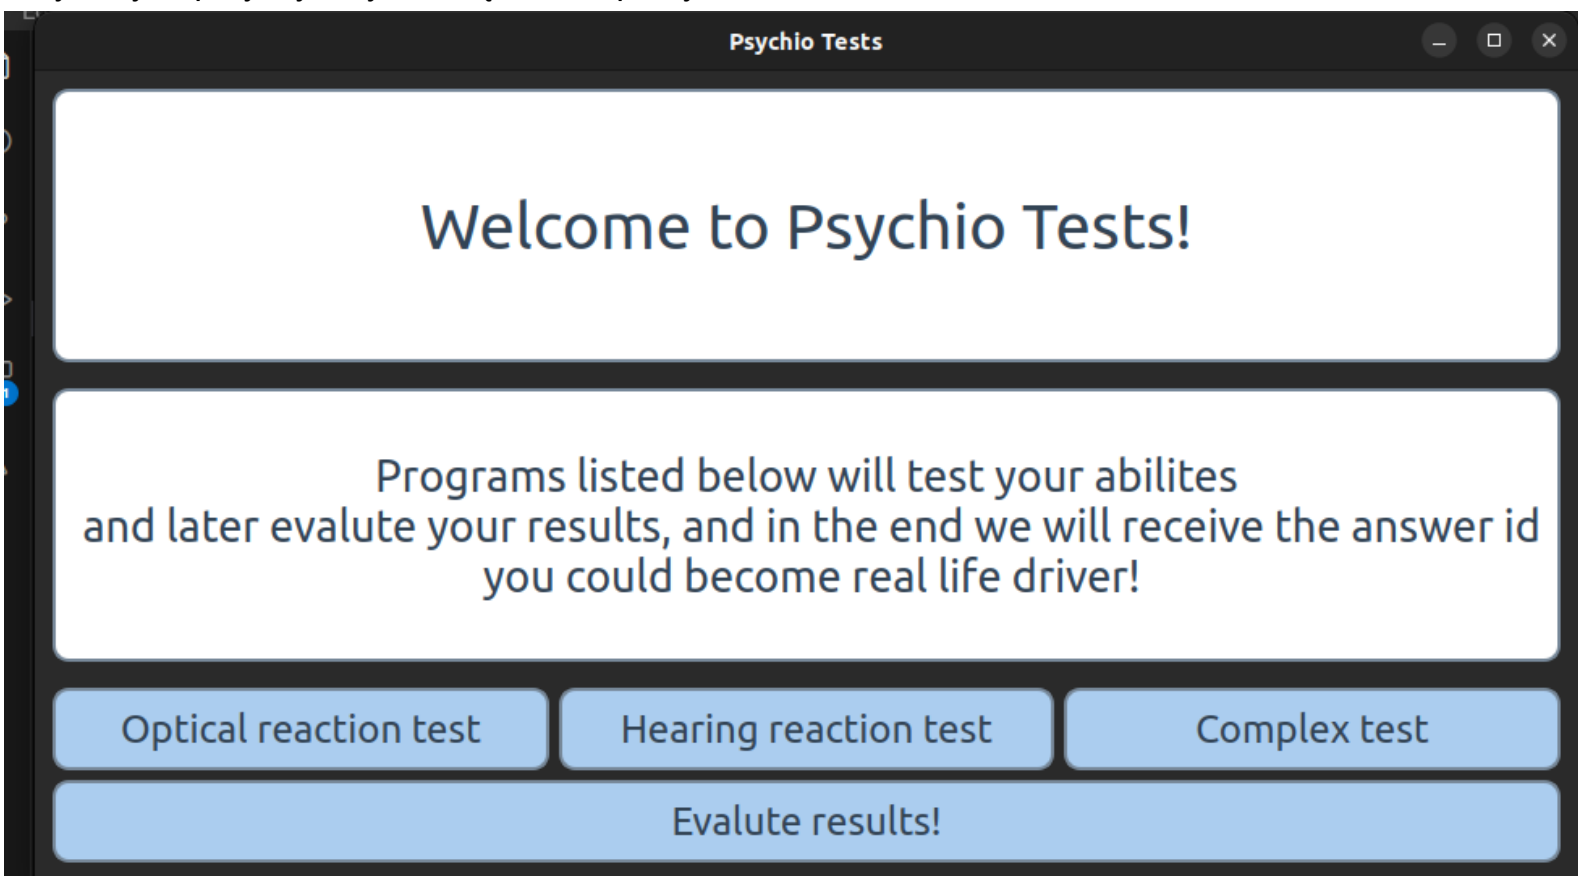 Psychio Tests
Welcome to Psychio Tests!
Programs listed below will test your abilites
and later evalute your results, and in the end we will receive the answer id
you could become real life driver!
Optical reaction test
Hearing reaction test
Complex test
Evalute results!